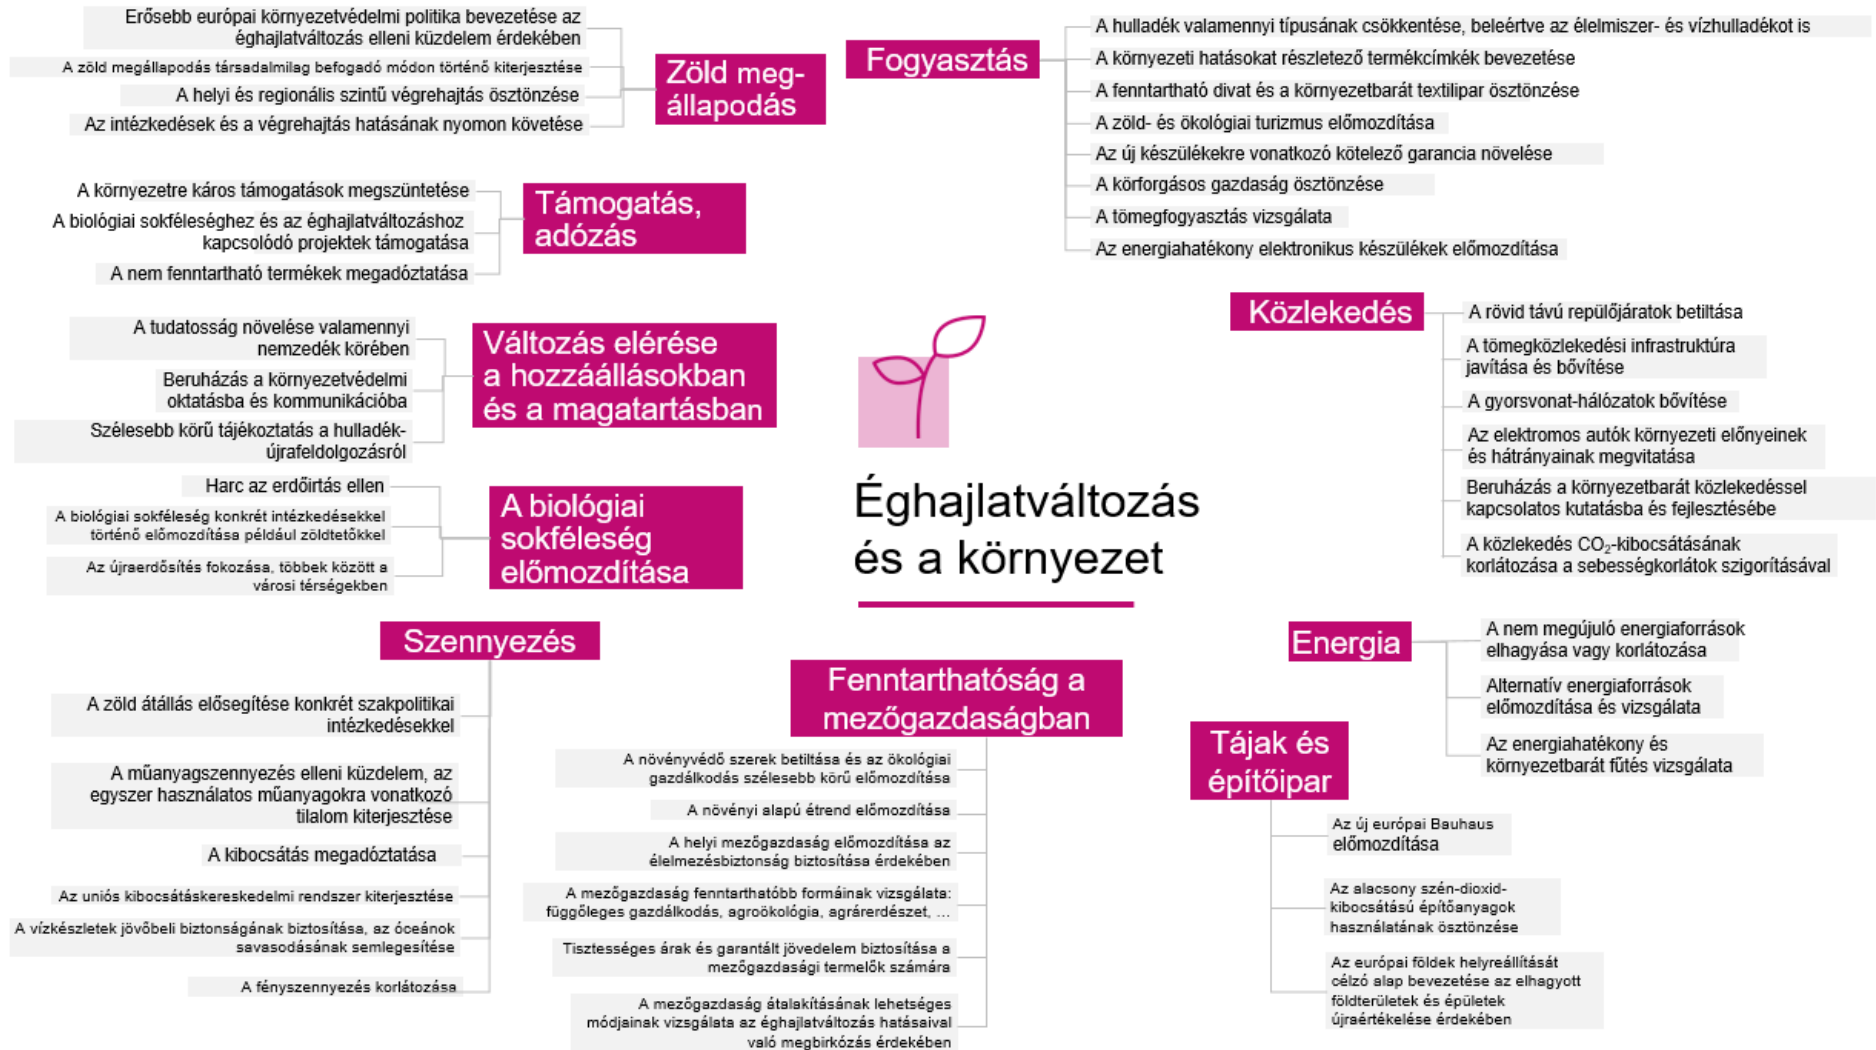 Erősebb európai környezetvédelmi politika bevezetése az
éghajlatváltozás elleni küzdelem érdekében
A zöld megállapodás társadalmilag befogadó módon történő kiterjesztése
A helyi és regionális szintű végrehajtás ösztönzése
Az intézkedések és a végrehajtás hatásának nyomon követése
Zöld meg-
állapodás
Fogyasztás
A hulladék valamennyi típusának csökkentése, beleértve az élelmiszer- és vízhulladékot is
A környezeti hatásokat részletező termékcímkék bevezetése
A fenntartható divat és a környezetbarát textilipar ösztönzése
A zöld- és ökológiai turizmus előmozdítása
Az új készülékekre vonatkozó kötelező garancia növelése
A körforgásos gazdaság ösztönzése
A tömegfogyasztás vizsgálata
Az energiahatékony elektronikus készülékek előmozdítása
A környezetre káros támogatások megszüntetése
A biológiai sokféleséghez és az éghajlatváltozáshoz
kapcsolódó projektek támogatása
A nem fenntartható termékek megadóztatása
Támogatás,
adózás
Közlekedés
A rövid távú repülőjáratok betiltása
A tömegközlekedési infrastruktúra
javítása és bővítése
A gyorsvonat-hálózatok bővítése
Az elektromos autók környezeti előnyeinek
és hátrányainak megvitatása
Beruházás a környezetbarát közlekedéssel
kapcsolatos kutatásba és fejlesztésébe
A közlekedés CO₂-kibocsátásának
korlátozása a sebességkorlátok szigorításával
A tudatosság növelése valamennyi
nemzedék körében
Beruházás a környezetvédelmi
oktatásba és kommunikációba
Szélesebb körű tájékoztatás a hulladék-
újrafeldolgozásról
Változás elérése
a hozzáállásokban
és a magatartásban
Harc az erdőirtás ellen
A biológiai sokféleség konkrét intézkedésekkel
történő előmozdítása például zöldtetőkkel
Az újraerdősítés fokozása, többek között a
városi térségekben
A biológiai
sokféleség
előmozdítása
Éghajlatváltozás
és a környezet
Szennyezés
A zöld átállás elősegítése konkrét szakpolitikai
intézkedésekkel
A műanyagszennyezés elleni küzdelem, az
egyszer használatos műanyagokra vonatkozó
tilalom kiterjesztése
A kibocsátás megadóztatása
Az uniós kibocsátáskereskedelmi rendszer kiterjesztése
A vízkészletek jövőbeli biztonságának biztosítása, az óceánok
savasodásának semlegesítése
A fényszennyezés korlátozása
Fenntarthatóság a
mezőgazdaságban
A növényvédő szerek betiltása és az ökológiai
gazdálkodás szélesebb körű előmozdítása
A növényi alapú étrend előmozdítása
A helyi mezőgazdaság előmozdítása az
élelmezésbiztonság biztosítása érdekében
A mezőgazdaság fenntarthatóbb formáinak vizsgálata:
függőleges gazdálkodás, agroökológia, agrárerdészet, ...
Tisztességes árak és garantált jövedelem biztosítása a
mezőgazdasági termelők számára
A mezőgazdaság átalakításának lehetséges
módjainak vizsgálata az éghajlatváltozás hatásaival
való megbirkózás érdekében
Energia
A nem megújuló energiaforrások
elhagyása vagy korlátozása
Alternatív energiaforrások
előmozdítása és vizsgálata
Az energiahatékony és
környezetbarát fűtés vizsgálata
Tájak és
építőipar
Az új európai Bauhaus
előmozdítása
Az alacsony szén-dioxid-
kibocsátású építőanyagok
használatának ösztönzése
Az európai földek helyreállítását
célzó alap bevezetése az elhagyott
földterületek és épületek
újraértékelése érdekében